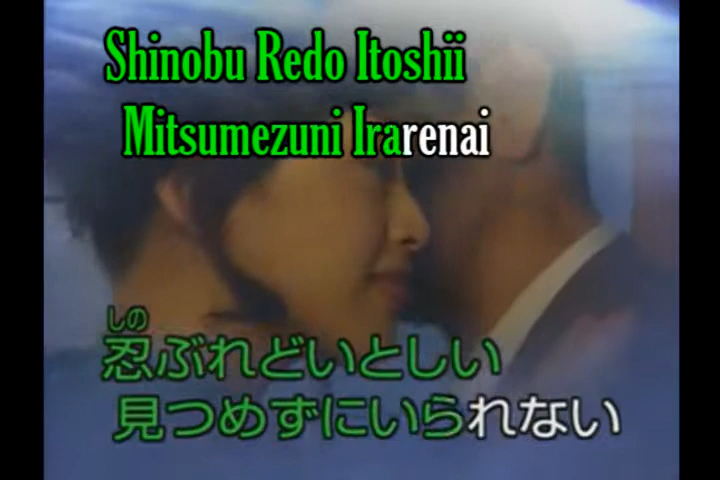 Shinobu Redo Itoshii
Mitsumezuni Irarenai
しの
忍ぶれどいとしい
見つめずにいられない